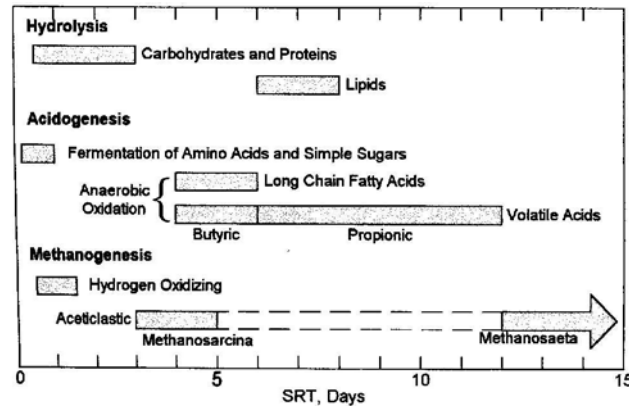 Hydrolysis
Carbohydrates and Proteins
Lipids
Acidogenesis
Fermentation of Amino Acids and Simple Sugars
Anaerobic
Oxidation
Long Chain Fatty Acids
Volatile Acids
Butyric
Propionic
Methanogenesis
Hydrogen Oxidizing
Aceticlastic
Methanosarcina
Methanosaeta
0 5 10 15
SRT, Days